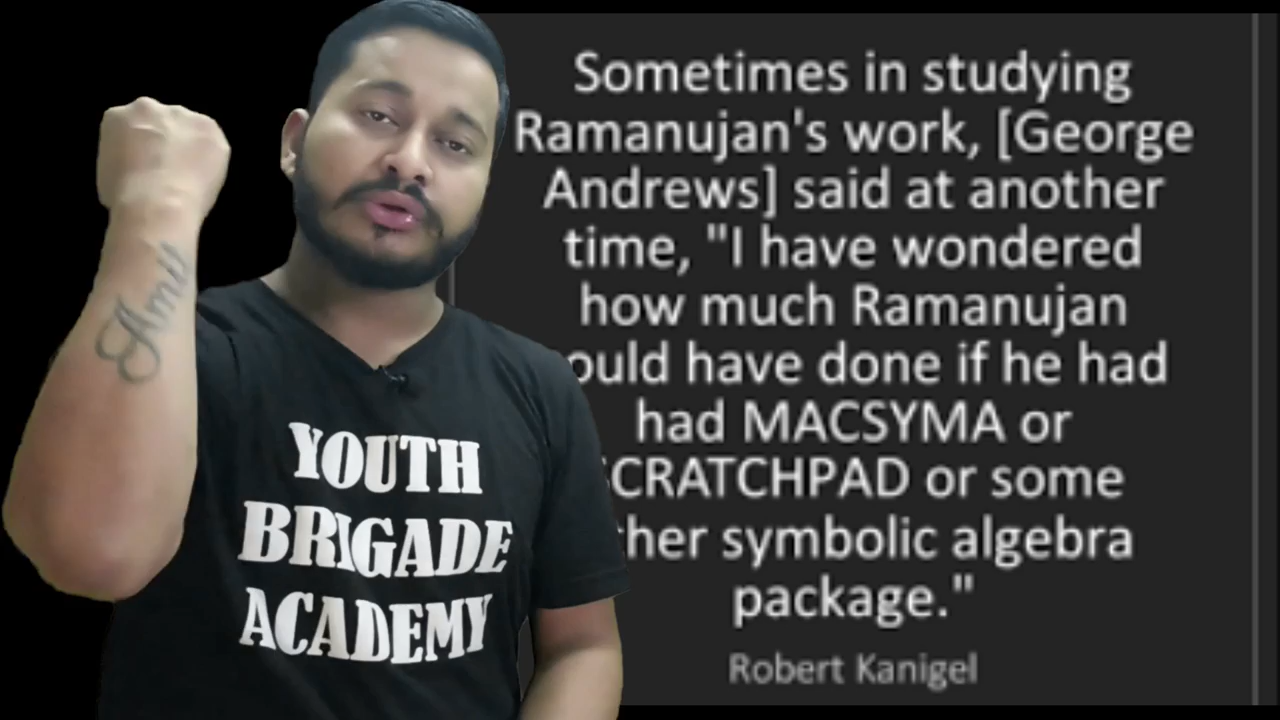 Sometimes in studying
Ramanujan's work, [George
Andrews] said at another
time, "I have wondered
how much Ramanujan
ould have done if he had
had MACSYMA or
CRATCHPAD or some
ther symbolic algebra
package."
Robert Kanigel
YOUTH
BRIGADE
ACADEMY